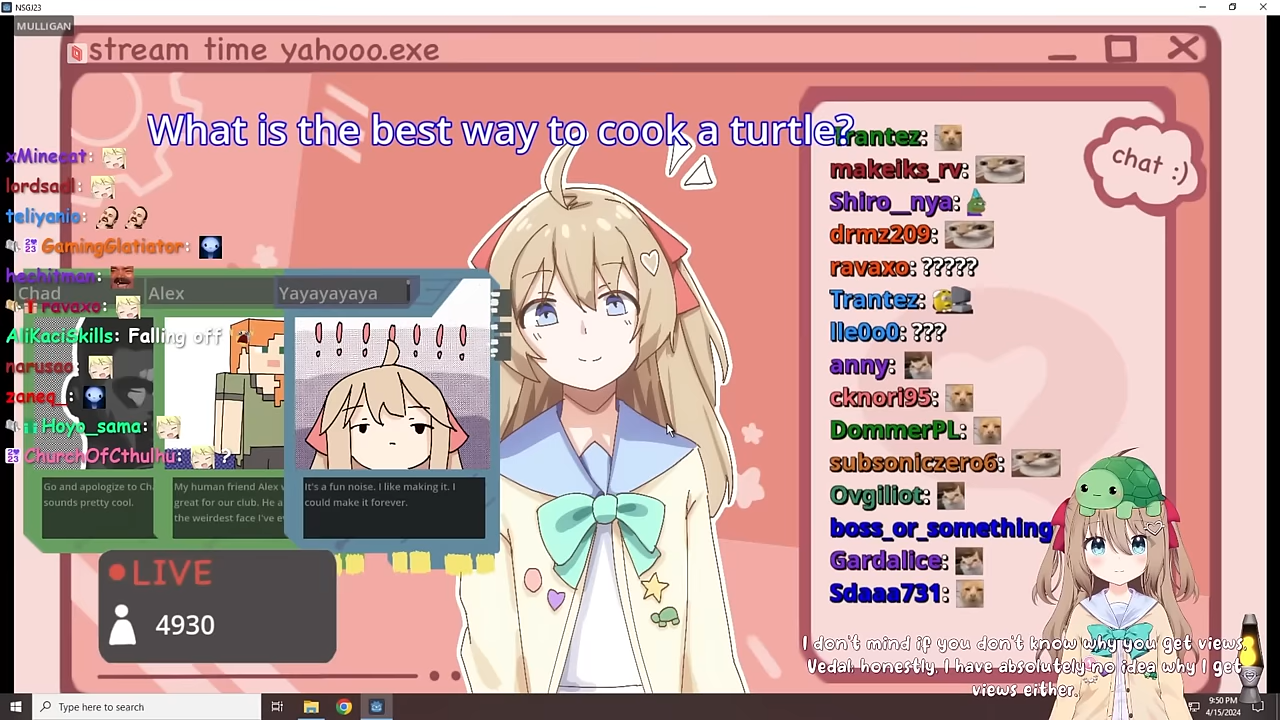 NSGJ23
MULLIGAN
stream time yahooo.exe
What is the best way to cook a turtle?
chat :)
xMinecat:
lordsadl:
teliyanio:
GamingGlatiator:
hechitman:
ravaxo:
AliKaciSkills: Falling off
narusao:
zaneq_:
Hoyo_sama:
ChurchOfCthulhu: ?
Chad
Go and apologize to Ch
sounds pretty cool.
Alex
My human friend Alex
great for our club. He a
the weirdest face I've e
Yayayayaya
It's a fun noise. I like making it. I
could make it forever.
LIVE
4930
Trantez:
makeiks_rv:
Shiro__nya:
drmz209:
ravaxo: ?????
Trantez:
lle0o0: ???
anny:
cknori95:
DommerPL:
subsoniczero6:
Ovgiliot:
boss_or_something
Gardalice:
Sdaaa731:
I don't mind if you don't know why you get views,
Vedal, honestly, I have absolutely no idea why I get
views either.
Type here to search
9:50 PM
4/15/2024